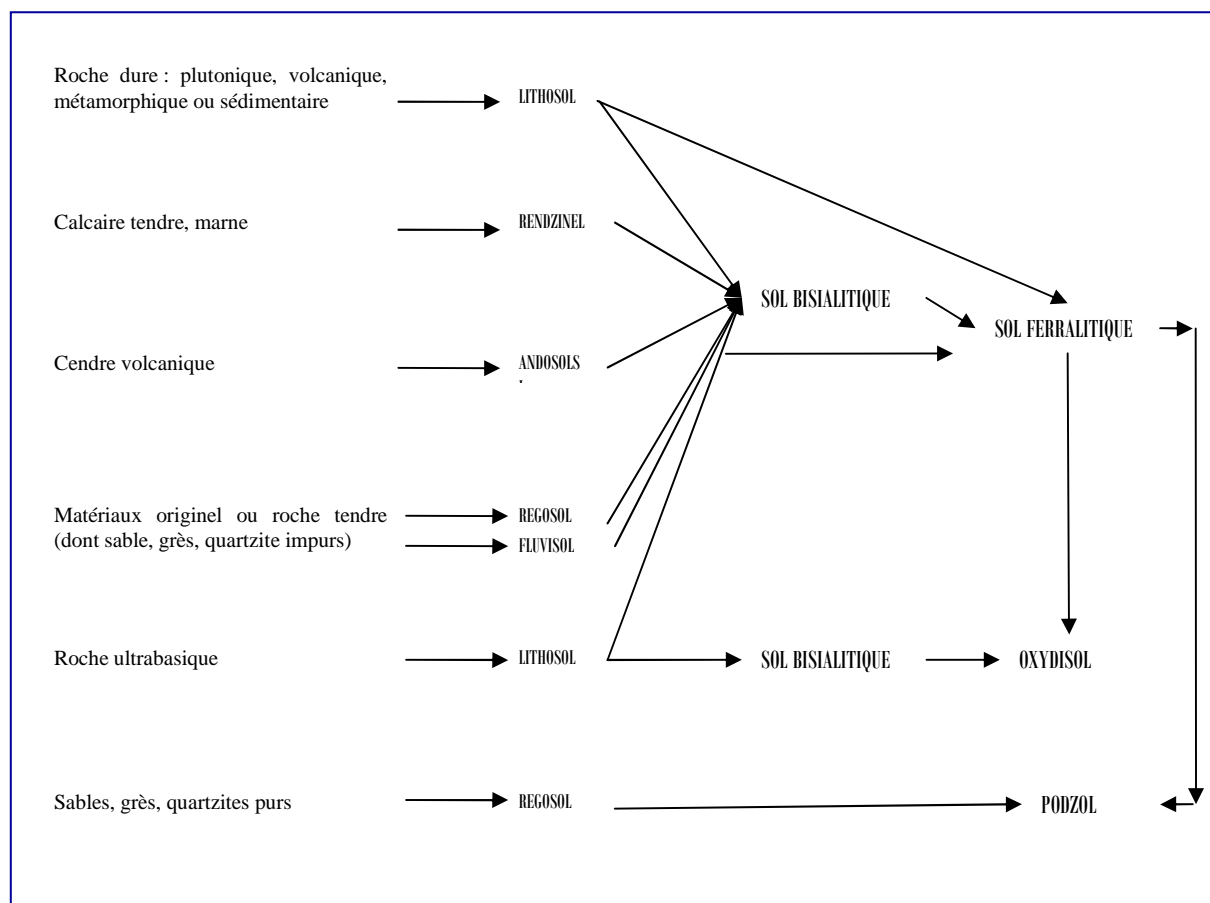 Roche dure : plutonique, volcanique,
métamorphique ou sédimentaire
LITHOSOL
Calcaire tendre, marne
RENDZINEL
SOL BISIALITIQUE
SOL FERRALITIQUE
Cendre volcanique
ANDOSOLS
Matériaux originel ou roche tendre
REGOSOL
(dont sable, grès, quartzite impurs)
FLUVISOL
Roche ultrabasique
LITHOSOL
SOL BISIALITIQUE
OXYDISOL
Sables, grès, quartzites purs
REGOSOL
PODZOL